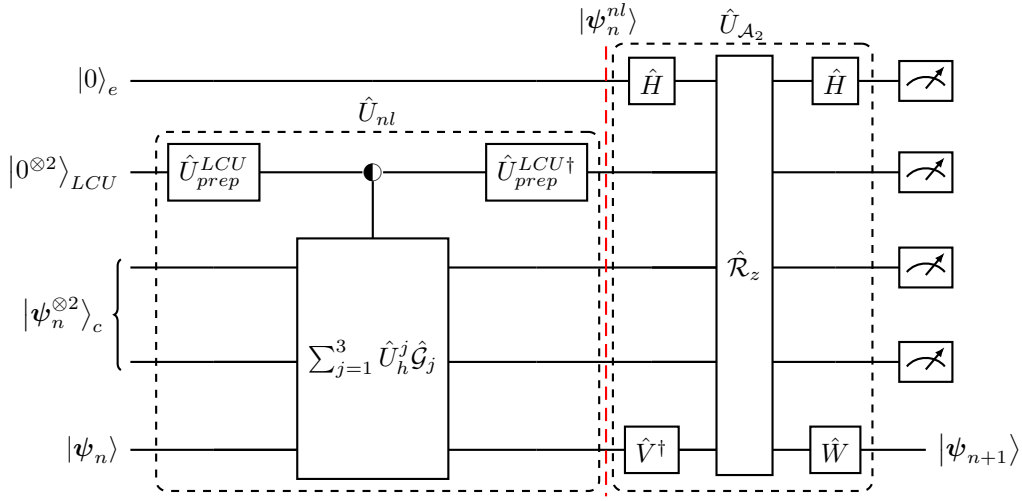 |ψ_n^{nl}⟩
Û_{𝒜_2}
|0⟩_e
Ĥ
Ĥ
Û_{nl}
|0^{⊗2}⟩_{LCU}
Û_{prep}^{LCU}
Û_{prep}^{LCU†}
ℛ̂_z
|ψ_n^{⊗2}⟩_c
∑_{j=1}^{3} Û_h^j 𝒢̂_j
|ψ_n⟩
V̂^†
Ŵ
|ψ_{n+1}⟩